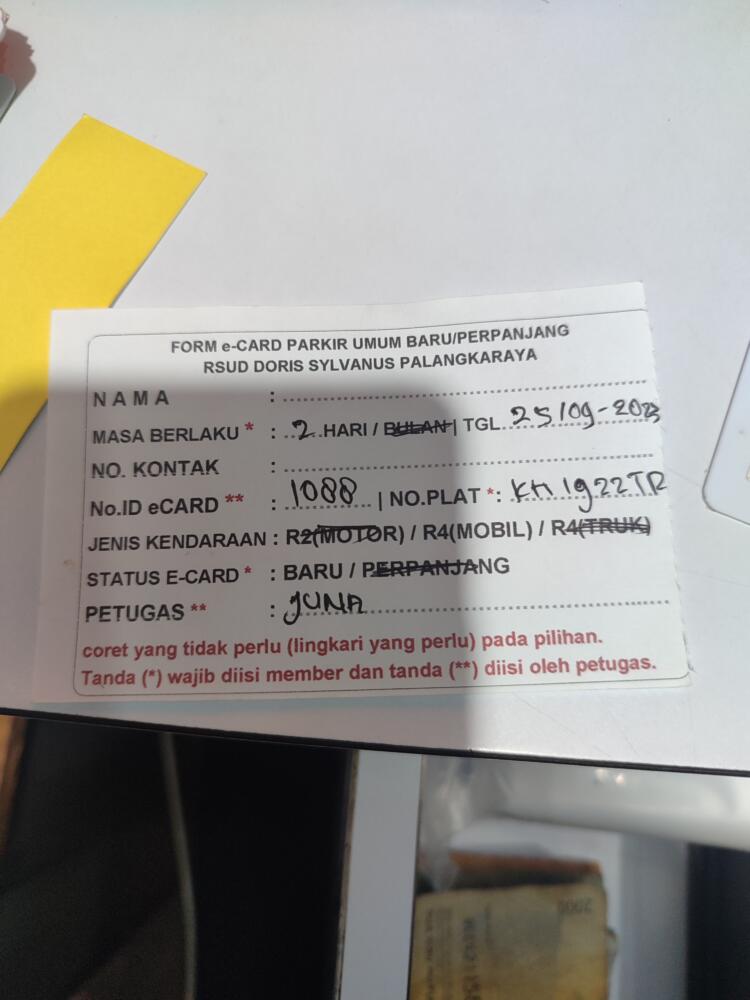 FORM e-CARD PARKIR UMUM BARU/PERPANJANG
RSUD DORIS SYLVANUS PALANGKARAYA
NAMA :
MASA BERLAKU * : 2 HARI / BULAN | TGL 25/09-2023
NO. KONTAK :
No.ID eCARD ** : 1088 | NO.PLAT *: KH 1922TR
JENIS KENDARAAN : R2(MOTOR) / R4(MOBIL) / R4(TRUK)
STATUS E-CARD * : BARU / PERPANJANG
PETUGAS ** : JUNA
coret yang tidak perlu (lingkari yang perlu) pada pilihan.
Tanda (*) wajib diisi member dan tanda (**) diisi oleh petugas.